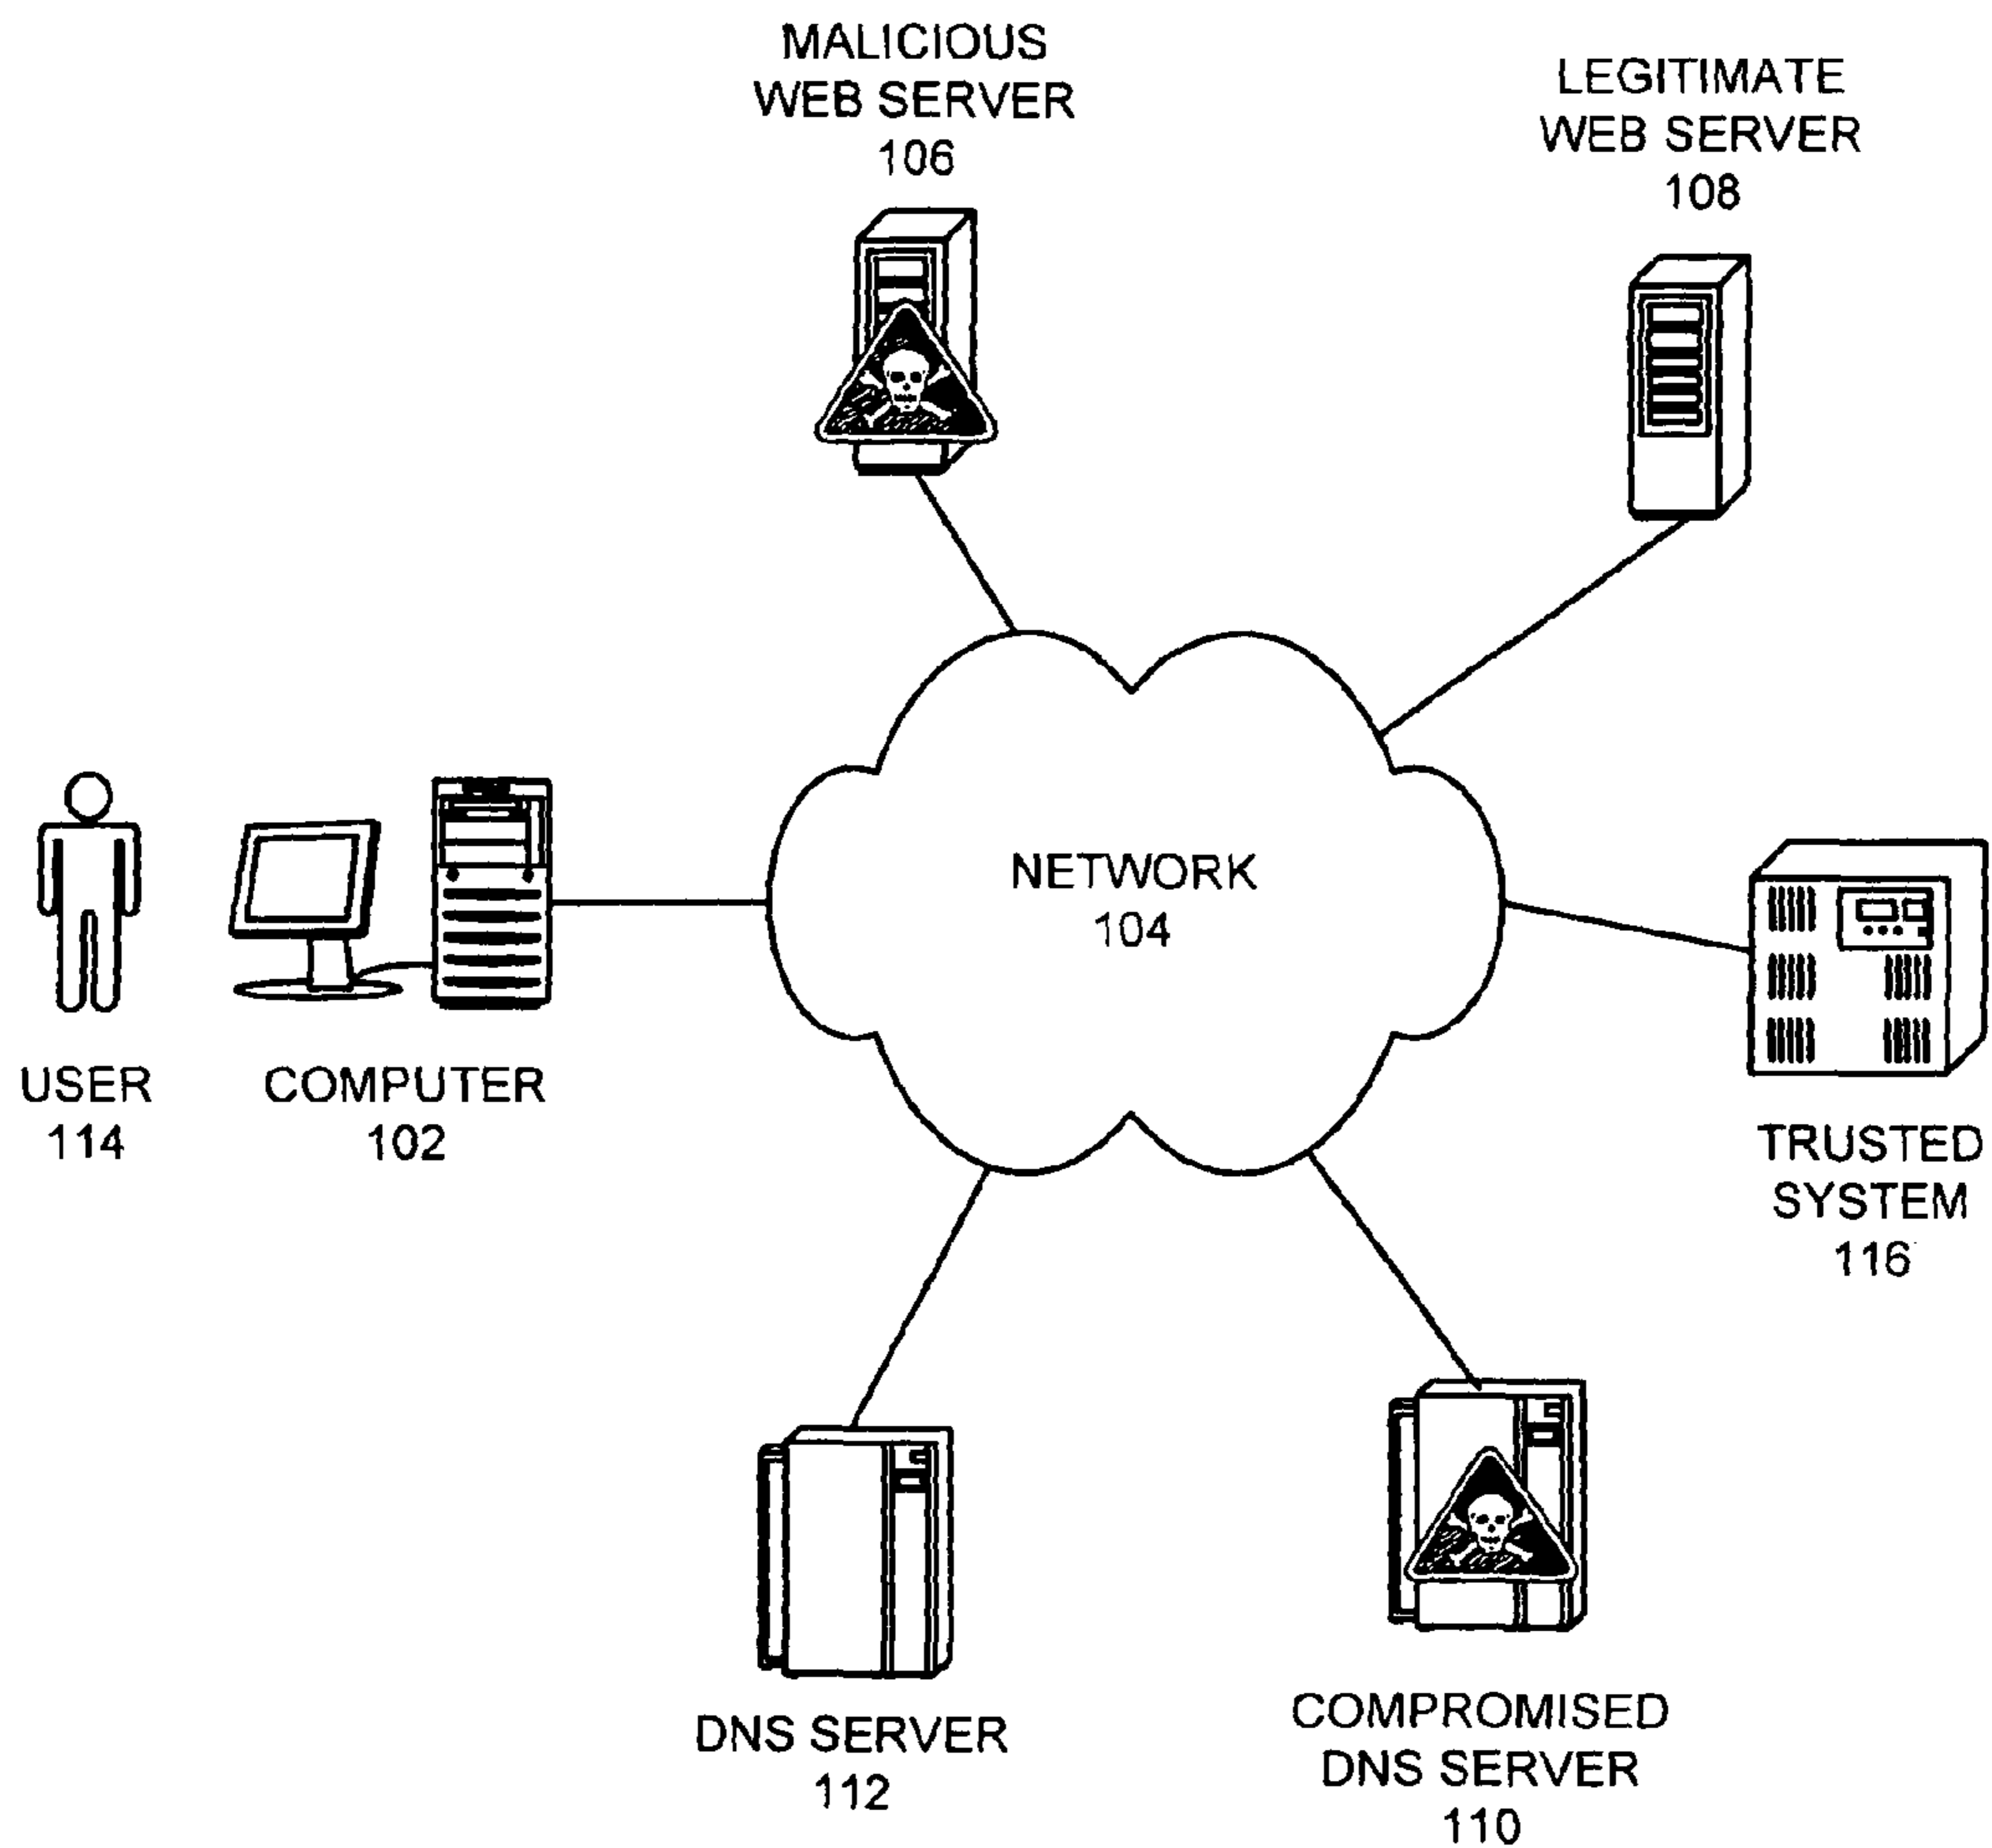 MALICIOUS
WEB SERVER
106
LEGITIMATE
WEB SERVER
108
NETWORK
104
USER
114
COMPUTER
102
TRUSTED
SYSTEM
116
DNS SERVER
112
COMPROMISED
DNS SERVER
110